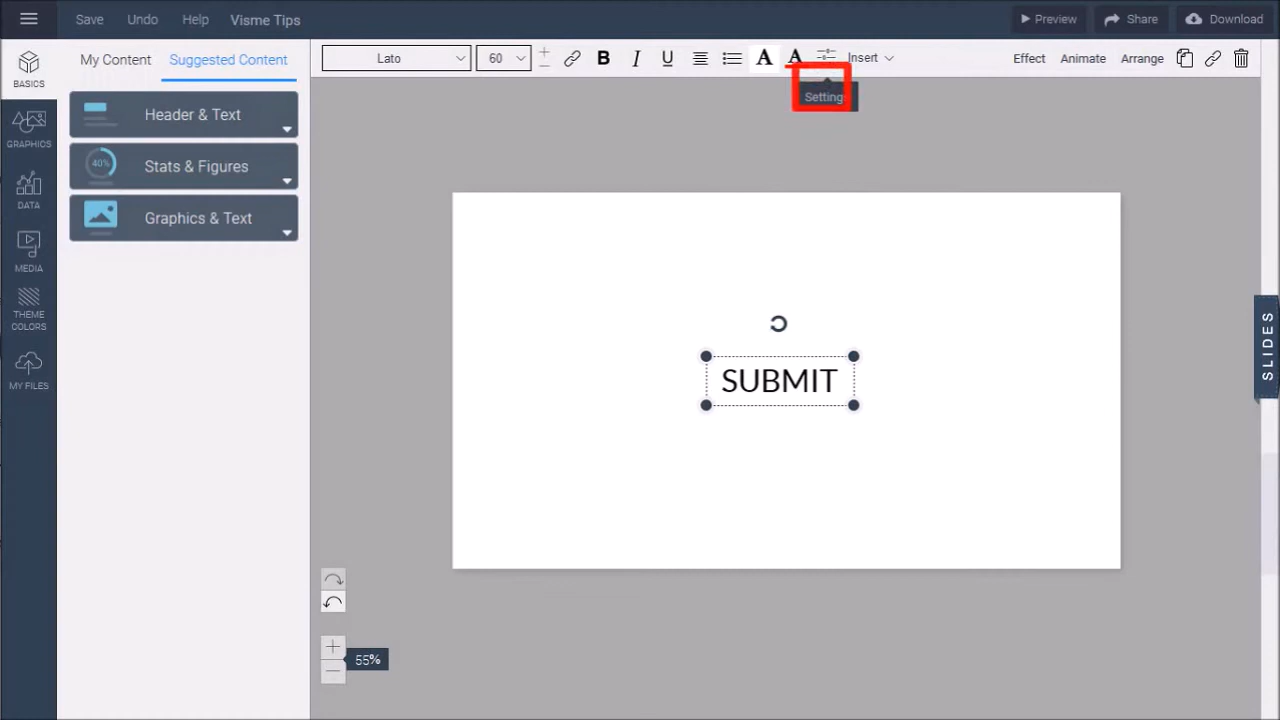 Save Undo Help Visme Tips Preview Share Download
BASICS
My Content Suggested Content
Lato 60 B I U A A Insert Effect Animate Arrange
Setting
Header & Text
40% Stats & Figures
Graphics & Text
GRAPHICS
DATA
MEDIA
THEME
COLORS
MY FILES
SUBMIT
SLIDES
55%